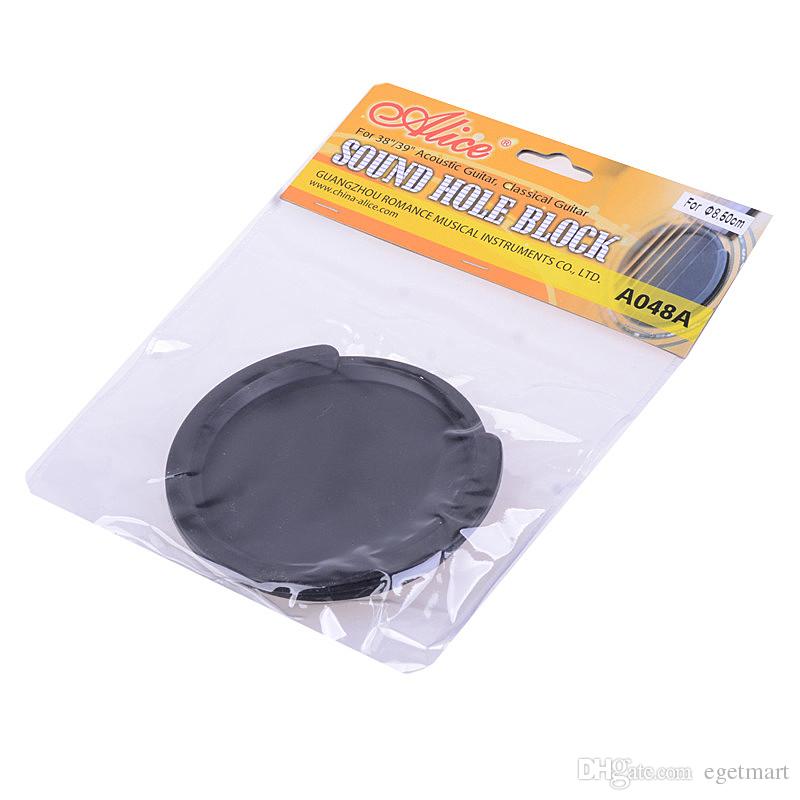 Alice®
For 38"/39" Acoustic Guitar, Classical Guitar
SOUND HOLE BLOCK
GUANGZHOU ROMANCE MUSICAL INSTRUMENTS CO., LTD.
www.china-alice.com
For Φ8.50cm
A048A
DHgate.com egetmart